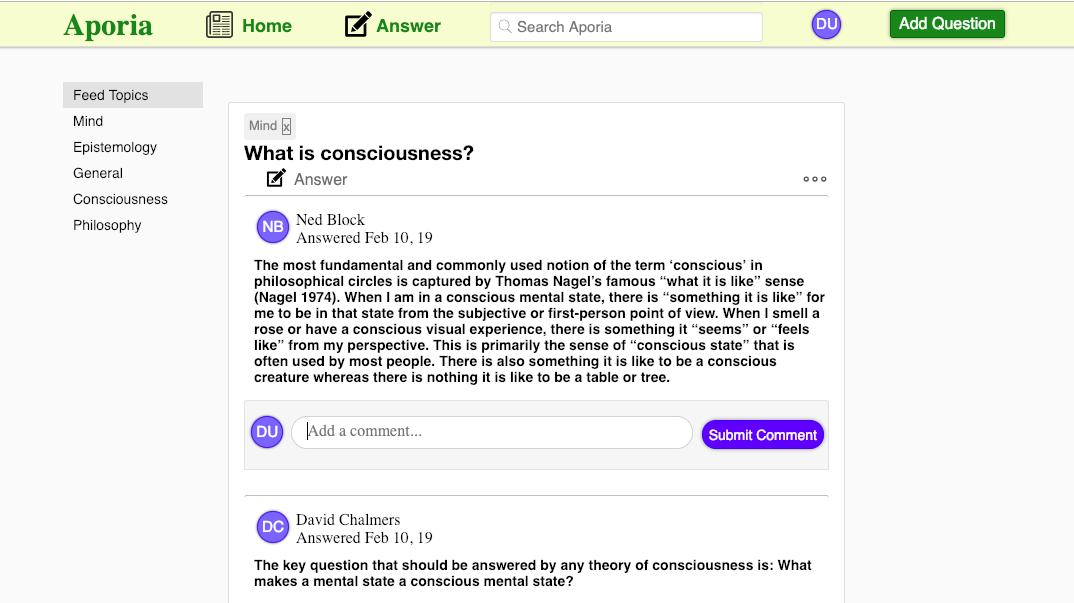 Aporia Home Answer Search Aporia DU Add Question
Feed Topics
Mind
Epistemology
General
Consciousness
Philosophy
Mind x
What is consciousness?
Answer
NB Ned Block
Answered Feb 10, 19
The most fundamental and commonly used notion of the term ‘conscious’ in
philosophical circles is captured by Thomas Nagel’s famous “what it is like” sense
(Nagel 1974). When I am in a conscious mental state, there is “something it is like” for
me to be in that state from the subjective or first-person point of view. When I smell a
rose or have a conscious visual experience, there is something it “seems” or “feels
like” from my perspective. This is primarily the sense of “conscious state” that is
often used by most people. There is also something it is like to be a conscious
creature whereas there is nothing it is like to be a table or tree.
DU Add a comment... Submit Comment
DC David Chalmers
Answered Feb 10, 19
The key question that should be answered by any theory of consciousness is: What
makes a mental state a conscious mental state?